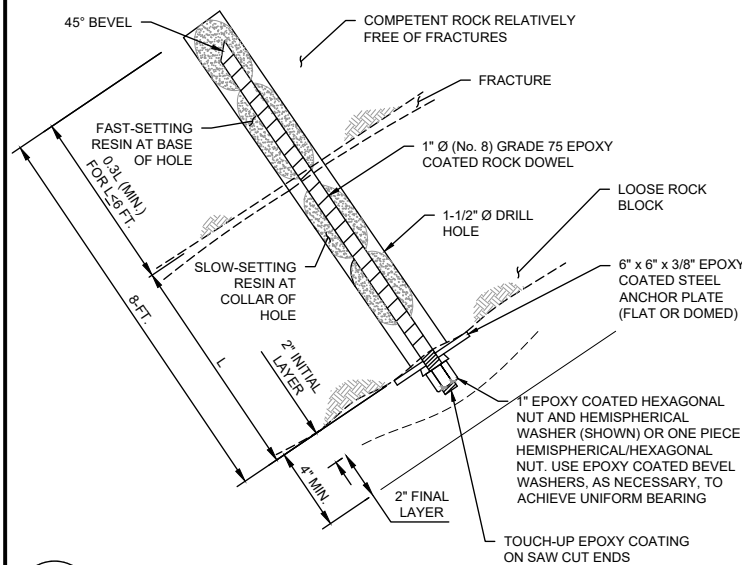 45° BEVEL
COMPETENT ROCK RELATIVELY
FREE OF FRACTURES
FRACTURE
FAST-SETTING
RESIN AT BASE
OF HOLE
1" Ø (No. 8) GRADE 75 EPOXY
COATED ROCK DOWEL
0.3L (MIN.)
FOR L≤6 FT.
LOOSE ROCK
BLOCK
1-1/2" Ø DRILL
HOLE
SLOW-SETTING
RESIN AT
COLLAR OF
HOLE
6" x 6" x 3/8" EPOXY
COATED STEEL
ANCHOR PLATE
(FLAT OR DOMED)
8-FT.
L
2" INITIAL
LAYER
1" EPOXY COATED HEXAGONAL
NUT AND HEMISPHERICAL
WASHER (SHOWN) OR ONE PIECE
HEMISPHERICAL/HEXAGONAL
NUT. USE EPOXY COATED BEVEL
WASHERS, AS NECESSARY, TO
ACHIEVE UNIFORM BEARING
4" MIN.
2" FINAL
LAYER
TOUCH-UP EPOXY COATING
ON SAW CUT ENDS